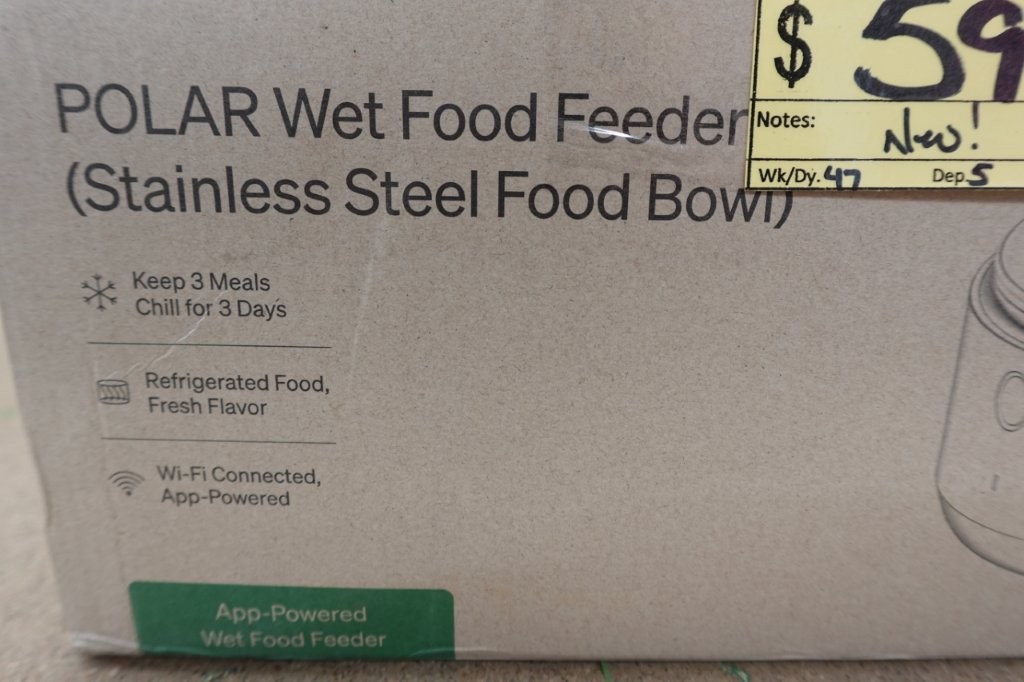 POLAR Wet Food Feeder
(Stainless Steel Food Bowl)
Keep 3 Meals
Chill for 3 Days
Refrigerated Food,
Fresh Flavor
Wi-Fi Connected,
App-Powered
App-Powered
Wet Food Feeder
$ 59
Notes: New!
Wk/Dy. 47 Dep 5